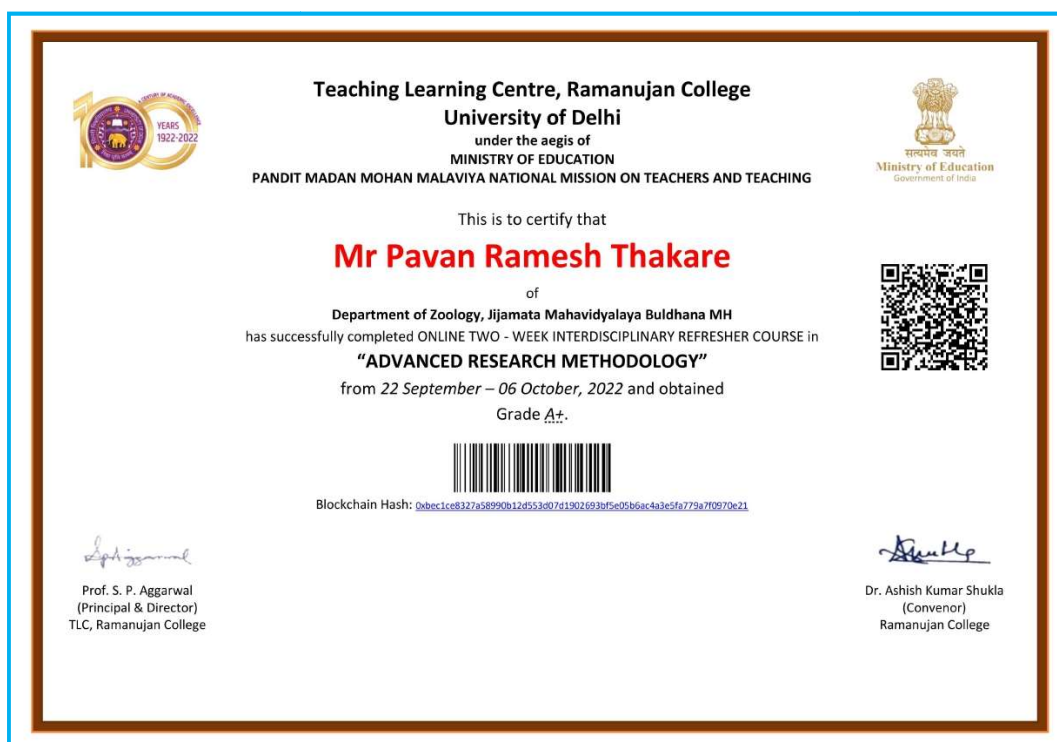 A CENTURY OF ACADEMIC EXCELLENCE
YEARS
1922-2022
Teaching Learning Centre, Ramanujan College
University of Delhi
under the aegis of
MINISTRY OF EDUCATION
PANDIT MADAN MOHAN MALAVIYA NATIONAL MISSION ON TEACHERS AND TEACHING
सत्यमेव जयते
Ministry of Education
Government of India
This is to certify that
Mr Pavan Ramesh Thakare
of
Department of Zoology, Jijamata Mahavidyalaya Buldhana MH
has successfully completed ONLINE TWO - WEEK INTERDISCIPLINARY REFRESHER COURSE in
“ADVANCED RESEARCH METHODOLOGY”
from 22 September – 06 October, 2022 and obtained
Grade A+.
Blockchain Hash: 0xbec1ce8327a58990b12d553d07d1902693bf5e05b6ac4a3e5fa779a7f0970e21
Prof. S. P. Aggarwal
(Principal & Director)
TLC, Ramanujan College
Dr. Ashish Kumar Shukla
(Convenor)
Ramanujan College